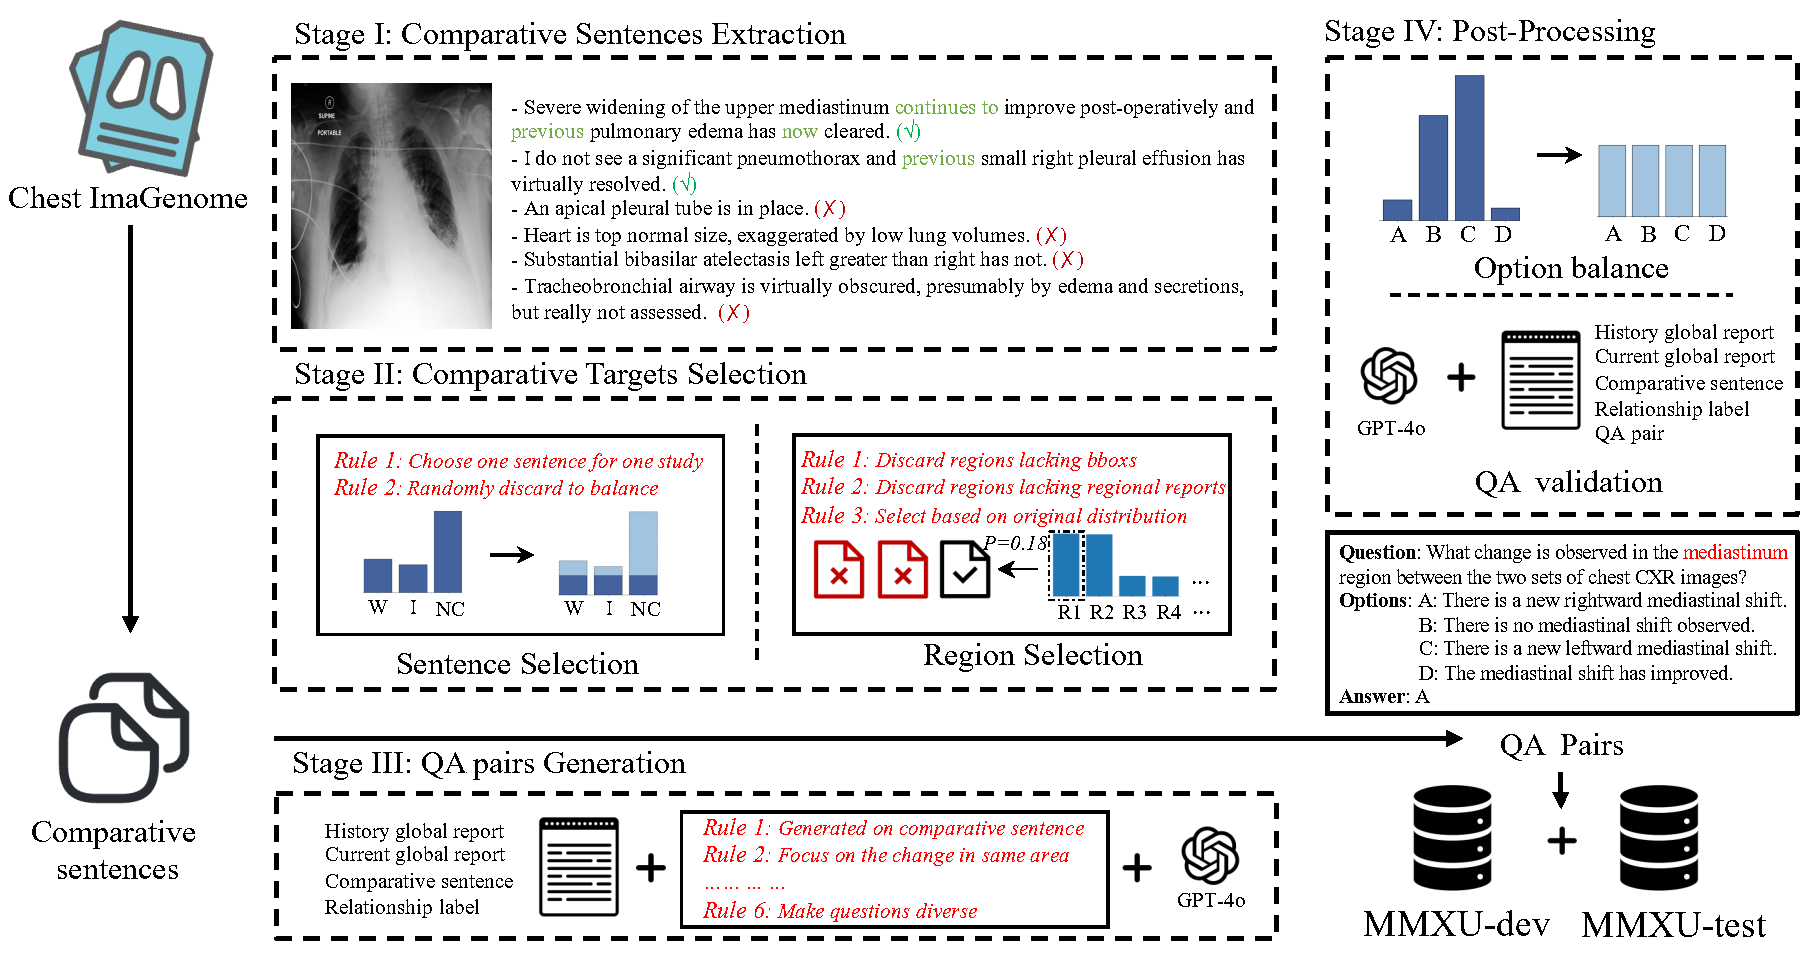 Chest ImaGenome
Comparative
sentences
Stage I: Comparative Sentences Extraction
SUPINE
PORTABLE
- Severe widening of the upper mediastinum continues to improve post-operatively and
previous pulmonary edema has now cleared. (√)
- I do not see a significant pneumothorax and previous small right pleural effusion has
virtually resolved. (√)
- An apical pleural tube is in place. (✗)
- Heart is top normal size, exaggerated by low lung volumes. (✗)
- Substantial bibasilar atelectasis left greater than right has not. (✗)
- Tracheobronchial airway is virtually obscured, presumably by edema and secretions,
but really not assessed. (✗)
Stage II: Comparative Targets Selection
Rule 1: Choose one sentence for one study
Rule 2: Randomly discard to balance
W I NC
W I NC
Sentence Selection
Rule 1: Discard regions lacking bboxs
Rule 2: Discard regions lacking regional reports
Rule 3: Select based on original distribution
P=0.18
...
R1 R2 R3 R4 ...
Region Selection
Stage III: QA pairs Generation
History global report
Current global report
Comparative sentence
Relationship label
Rule 1: Generated on comparative sentence
Rule 2: Focus on the change in same area
…… … …
Rule 6: Make questions diverse
GPT-4o
Stage IV: Post-Processing
A B C D
A B C D
Option balance
GPT-4o
History global report
Current global report
Comparative sentence
Relationship label
QA pair
QA validation
Question: What change is observed in the mediastinum
region between the two sets of chest CXR images?
Options: A: There is a new rightward mediastinal shift.
B: There is no mediastinal shift observed.
C: There is a new leftward mediastinal shift.
D: The mediastinal shift has improved.
Answer: A
QA Pairs
MMXU-dev
MMXU-test